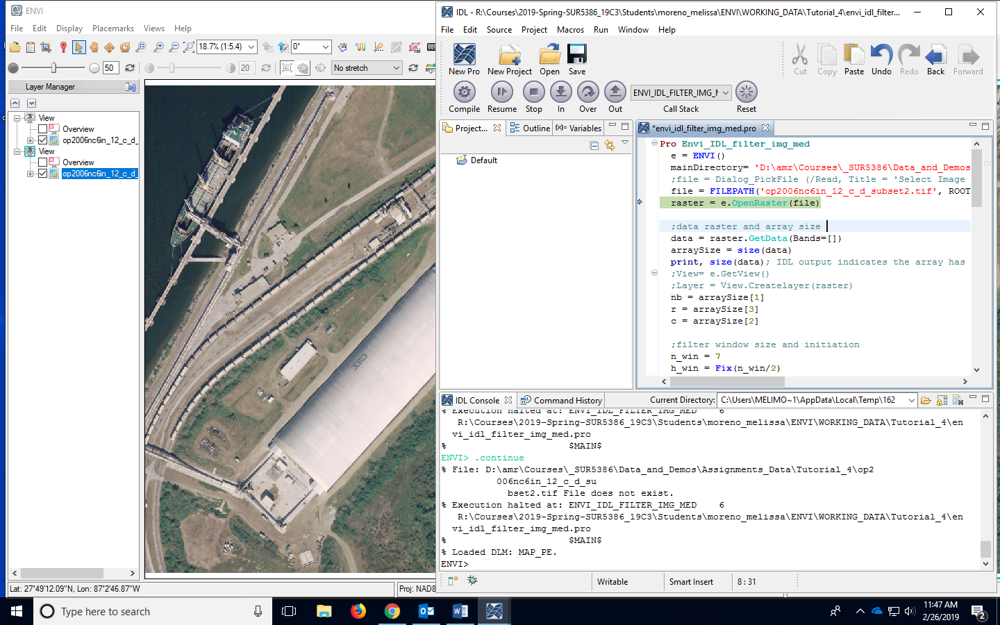 ENVI
File Edit Display Placemarks Views Help
18.7% (1:5.4) 0°
50 20 No stretch
Layer Manager
View
Overview
op2006nc6in_12_c_d_
View
Overview
op2006nc6in_12_c_d_
CSX
Lat: 27°49'12.09"N, Lon: 87°2'46.87"W
Proj: NAD8
IDL - R:\Courses\2019-Spring-SUR5386_19C3\Students\moreno_melissa\ENVI\WORKING_DATA\Tutorial_4\envi_idl_filter...
File Edit Source Project Macros Run Window Help
New Pro New Project Open Save Cut Copy Paste Undo Redo Back Forward
ENVI_IDL_FILTER_IMG_M
Compile Resume Stop In Over Out Call Stack Reset
Project... Outline Variables
Default
*envi_idl_filter_img_med.pro
Pro Envi_IDL_filter_img_med
e = ENVI()
mainDirectory= 'D:\amr\Courses\_SUR5386\Data_and_Demos
;file = Dialog_PickFile (/Read, Title = 'Select Image
file = FILEPATH('op2006nc6in_12_c_d_subset2.tif', ROOT
raster = e.OpenRaster(file)
;data raster and array size
data = raster.GetData(Bands=[])
arraySize = size(data)
print, size(data); IDL output indicates the array has
;View= e.GetView()
;Layer = View.Createlayer(raster)
nb = arraySize[1]
r = arraySize[3]
c = arraySize[2]
;filter window size and initiation
n_win = 7
h_win = Fix(n_win/2)
IDL Console Command History Current Directory: C:\Users\MELIMO~1\AppData\Local\Temp\162
% Execution halted at: ENVI_IDL_FILTER_IMG_MED 6
R:\Courses\2019-Spring-SUR5386_19C3\Students\moreno_melissa\ENVI\WORKING_DATA\Tutorial_4\en
vi_idl_filter_img_med.pro
% $MAIN$
ENVI> .continue
% File: D:\amr\Courses\_SUR5386\Data_and_Demos\Assignments_Data\Tutorial_4\op2
006nc6in_12_c_d_su
bset2.tif File does not exist.
% Execution halted at: ENVI_IDL_FILTER_IMG_MED 6
R:\Courses\2019-Spring-SUR5386_19C3\Students\moreno_melissa\ENVI\WORKING_DATA\Tutorial_4\en
vi_idl_filter_img_med.pro
% $MAIN$
% Loaded DLM: MAP_PE.
ENVI>
Writable Smart Insert 8 : 31
Type here to search
11:47 AM
2/26/2019
2